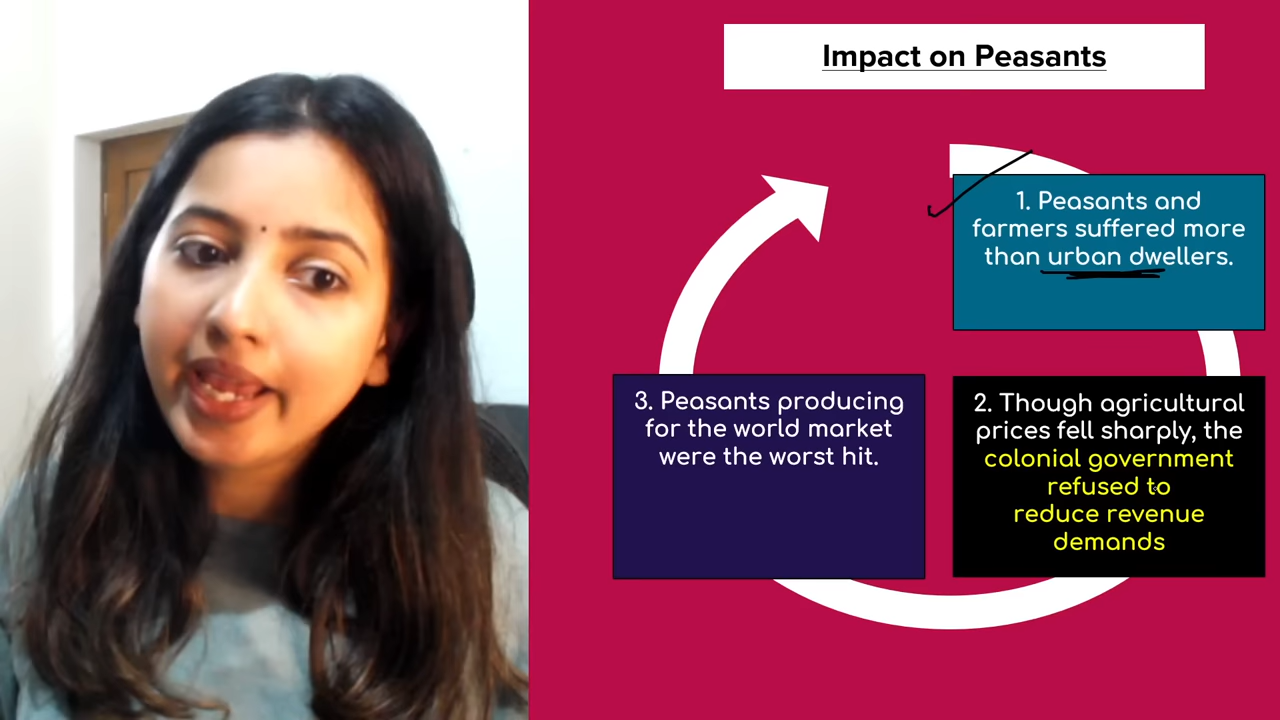 Impact on Peasants
1. Peasants and
farmers suffered more
than urban dwellers.
2. Though agricultural
prices fell sharply, the
colonial government
refused to
reduce revenue
demands
3. Peasants producing
for the world market
were the worst hit.